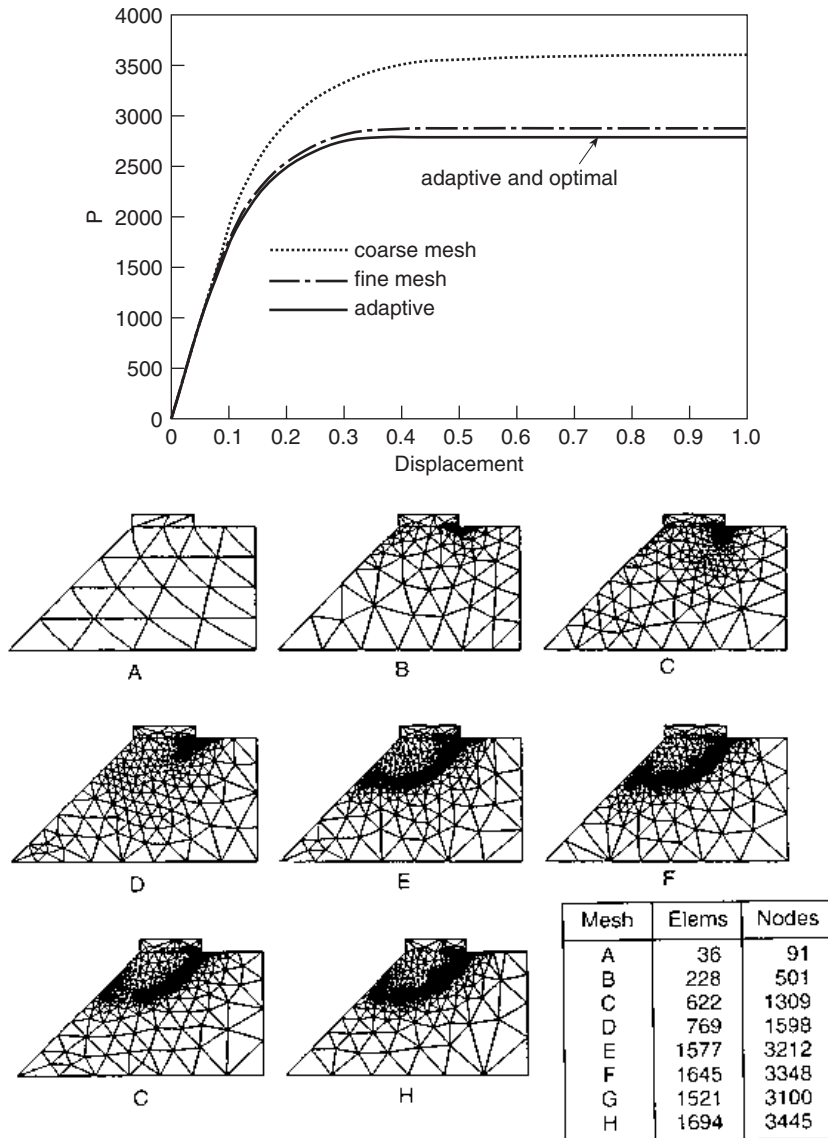 4000
3500
3000
2500
2000
1500
1000
500
0
P
adaptive and optimal
coarse mesh
fine mesh
adaptive
0 0.1 0.2 0.3 0.4 0.5 0.6 0.7 0.8 0.9 1.0
Displacement
A B C
D E F
C H
Mesh Elems Nodes
A 36 91
B 228 501
C 622 1309
D 769 1598
E 1577 3212
F 1645 3348
G 1521 3100
H 1694 3445